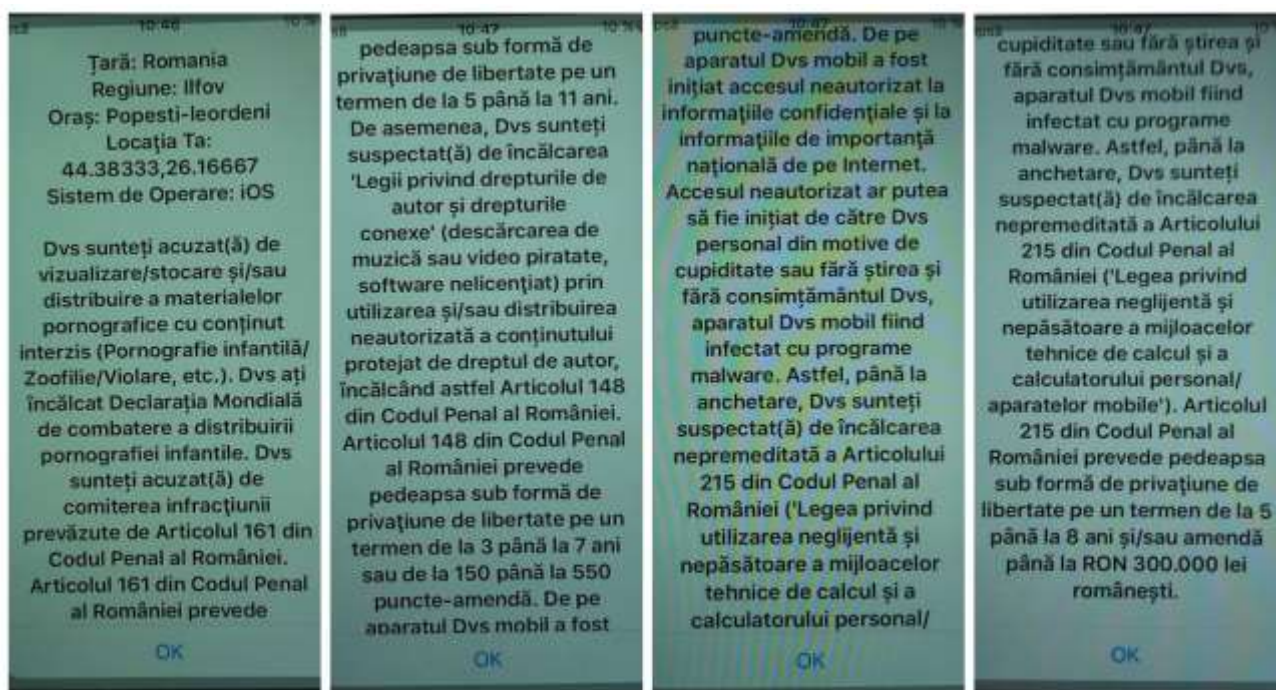 10:46
10 %
Țară: Romania
Regiune: Ilfov
Oraș: Popesti-leordeni
Locația Ta:
44.38333,26.16667
Sistem de Operare: iOS
Dvs sunteți acuzat(ă) de
vizualizare/stocare și/sau
distribuire a materialelor
pornografice cu conținut
interzis (Pornografie infantilă/
Zoofilie/Violare, etc.). Dvs ați
încălcat Declarația Mondială
de combatere a distribuirii
pornografiei infantile. Dvs
sunteți acuzat(ă) de
comiterea infracțiunii
prevăzute de Articolul 161 din
Codul Penal al României.
Articolul 161 din Codul Penal
al României prevede
OK
10:47
10 %
pedeapsa sub formă de
privațiune de libertate pe un
termen de la 5 până la 11 ani.
De asemenea, Dvs sunteți
suspectat(ă) de încălcarea
'Legii privind drepturile de
autor și drepturile
conexe' (descărcarea de
muzică sau video piratate,
software nelicențiat) prin
utilizarea și/sau distribuirea
neautorizată a conținutului
protejat de dreptul de autor,
încălcând astfel Articolul 148
din Codul Penal al României.
Articolul 148 din Codul Penal
al României prevede
pedeapsa sub formă de
privațiune de libertate pe un
termen de la 3 până la 7 ani
sau de la 150 până la 550
puncte-amendă. De pe
aparatul Dvs mobil a fost
OK
10:47
10 %
puncte-amendă. De pe
aparatul Dvs mobil a fost
inițiat accesul neautorizat la
informațiile confidențiale și la
informațiile de importanță
națională de pe Internet.
Accesul neautorizat ar putea
să fie inițiat de către Dvs
personal din motive de
cupiditate sau fără știrea și
fără consimțământul Dvs,
aparatul Dvs mobil fiind
infectat cu programe
malware. Astfel, până la
anchetare, Dvs sunteți
suspectat(ă) de încălcarea
nepremeditată a Articolului
215 din Codul Penal al
României ('Legea privind
utilizarea neglijentă și
nepăsătoare a mijloacelor
tehnice de calcul și a
calculatorului personal/
OK
10:47
cupiditate sau fără știrea și
fără consimțământul Dvs,
aparatul Dvs mobil fiind
infectat cu programe
malware. Astfel, până la
anchetare, Dvs sunteți
suspectat(ă) de încălcarea
nepremeditată a Articolului
215 din Codul Penal al
României ('Legea privind
utilizarea neglijentă și
nepăsătoare a mijloacelor
tehnice de calcul și a
calculatorului personal/
aparatelor mobile'). Articolul
215 din Codul Penal al
României prevede pedeapsa
sub formă de privațiune de
libertate pe un termen de la 5
până la 8 ani și/sau amendă
până la RON 300.000 lei
românești.
OK